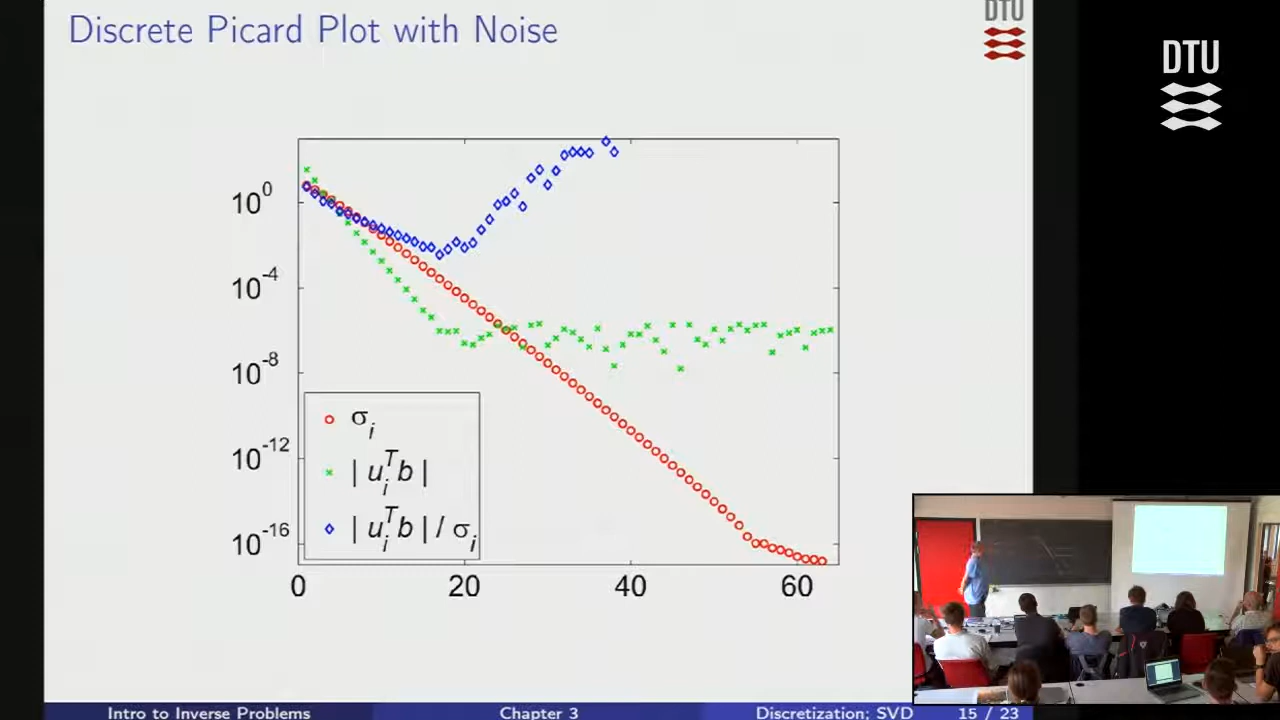 Discrete Picard Plot with Noise
DTU
DTU
10^0
10^-4
10^-8
10^-12
10^-16
σ_i
| u_i^T b |
| u_i^T b | / σ_i
0 20 40 60
Intro to Inverse Problems Chapter 3 Discretization; SVD 15 / 23